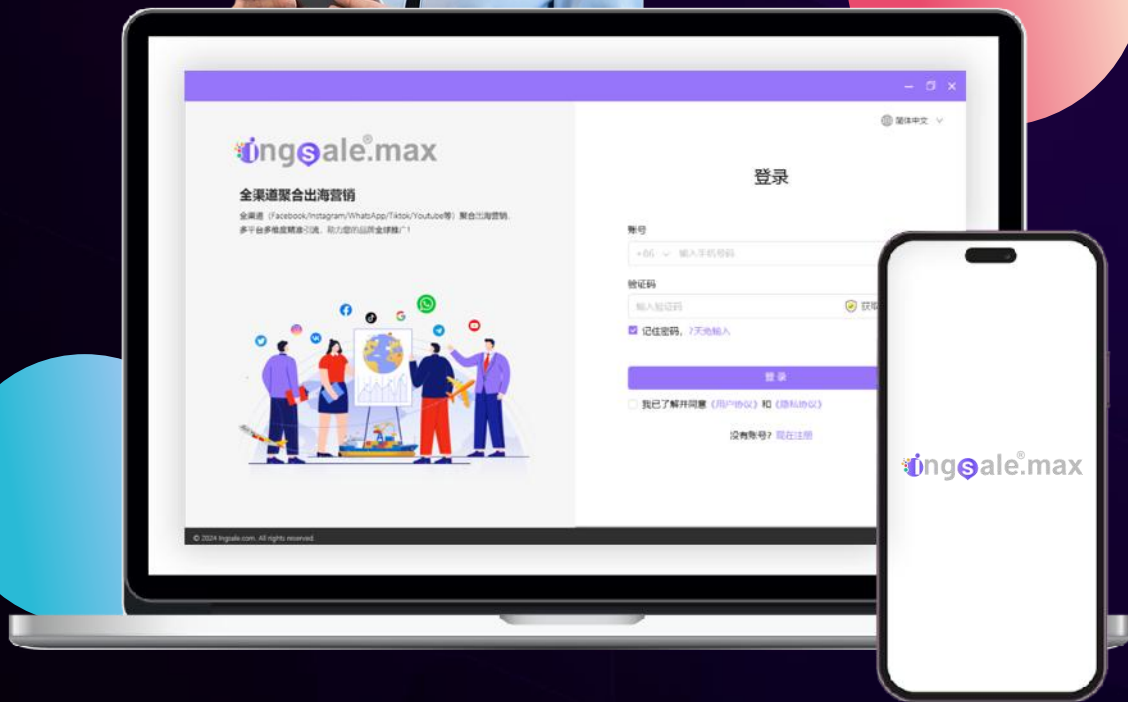 简体中文
ingsale®.max
登录
全渠道聚合出海营销
全渠道（Facebook/Instagram/WhatsApp/Tiktok/Youtube等）聚合出海营销，
多平台多维度精准引流，助力您的品牌全球推广！
账号
+86 输入手机号码
验证码
输入验证码 获取
记住密码，7天免输入
登录
我已了解并同意《用户协议》和《隐私协议》
没有账号？现在注册
© 2024 Ingsale.com. All rights reserved.
ingsale®.max